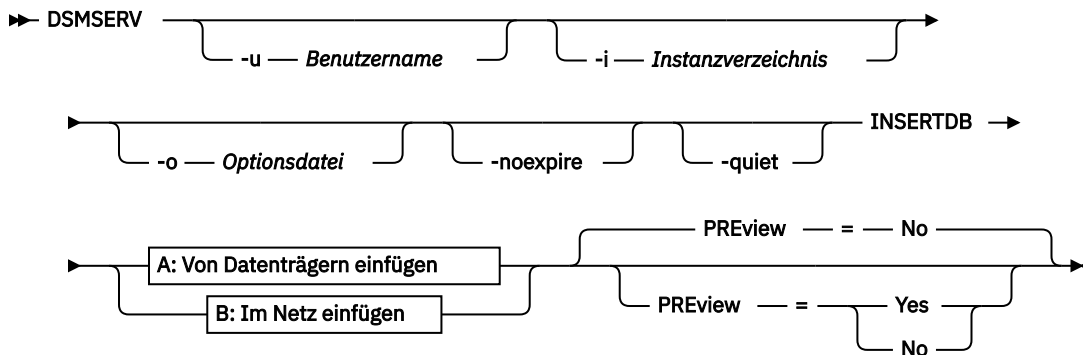 DSMSERV
-u Benutzername -i Instanzverzeichnis
INSERTDB
-o Optionsdatei -noexpire -quiet
PREview = No
A: Von Datenträgern einfügen
B: Im Netz einfügen PREview = Yes
No